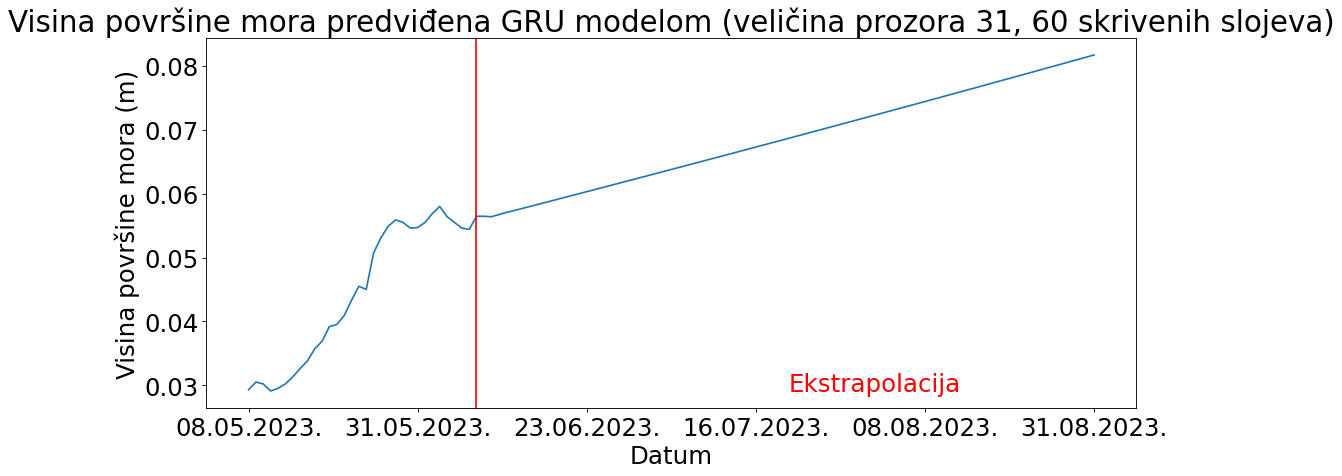 Visina površine mora predviđena GRU modelom (veličina prozora 31, 60 skrivenih slojeva)
Visina površine mora (m)
0.08
0.07
0.06
0.05
0.04
0.03
Ekstrapolacija
08.05.2023. 31.05.2023. 23.06.2023. 16.07.2023. 08.08.2023. 31.08.2023.
Datum